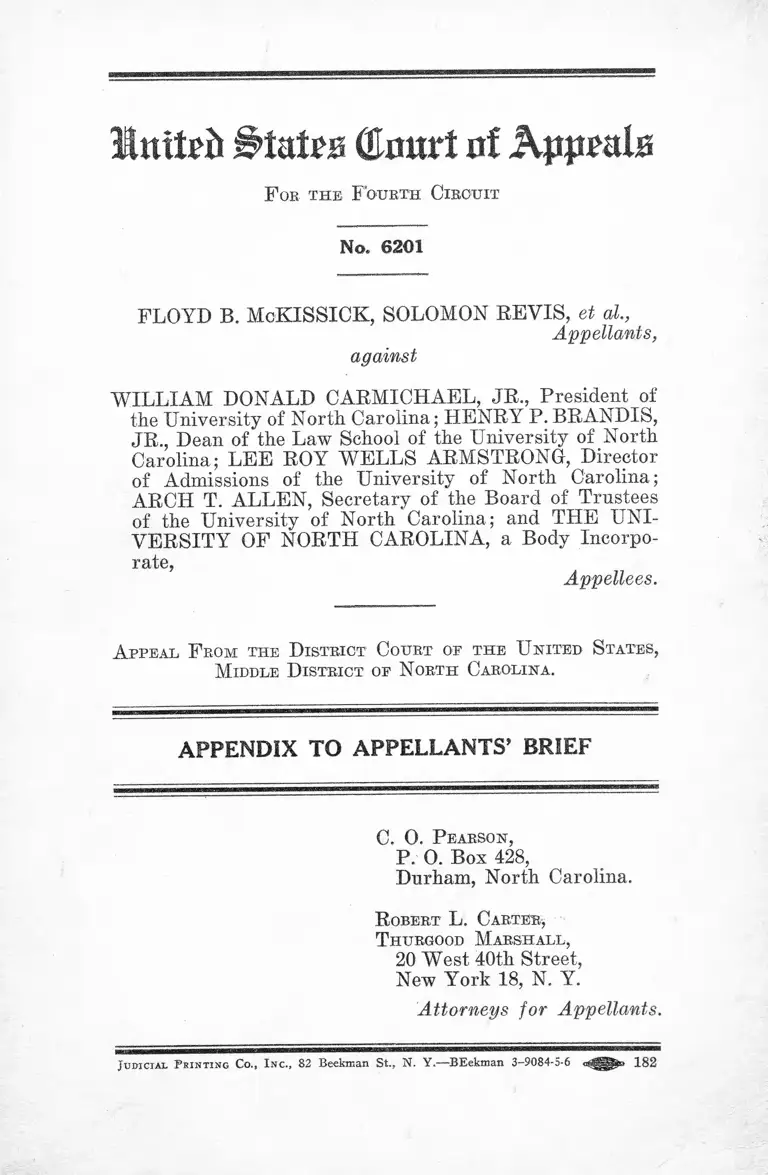 United States Court of Appeals
FOR THE FOURTH CIRCUIT
No. 6201
FLOYD B. McKISSICK, SOLOMON REVIS, et al.,
Appellants,
against
WILLIAM DONALD CARMICHAEL, JR., President of
the University of North Carolina; HENRY P. BRANDIS,
JR., Dean of the Law School of the University of North
Carolina; LEE ROY WELLS ARMSTRONG, Director
of Admissions of the University of North Carolina;
ARCH T. ALLEN, Secretary of the Board of Trustees
of the University of North Carolina; and THE UNI-
VERSITY OF NORTH CAROLINA, a Body Incorpo-
rate,
Appellees.
APPEAL FROM THE DISTRICT COURT OF THE UNITED STATES,
MIDDLE DISTRICT OF NORTH CAROLINA.
APPENDIX TO APPELLANTS' BRIEF
C. O. PEARSON,
P. O. Box 428,
Durham, North Carolina.
ROBERT L. CARTER,
THURGOOD MARSHALL,
20 West 40th Street,
New York 18, N. Y.
Attorneys for Appellants.
JUDICIAL PRINTING CO., INC., 82 Beekman St., N. Y.—BEekman 3-9084-5-6 182